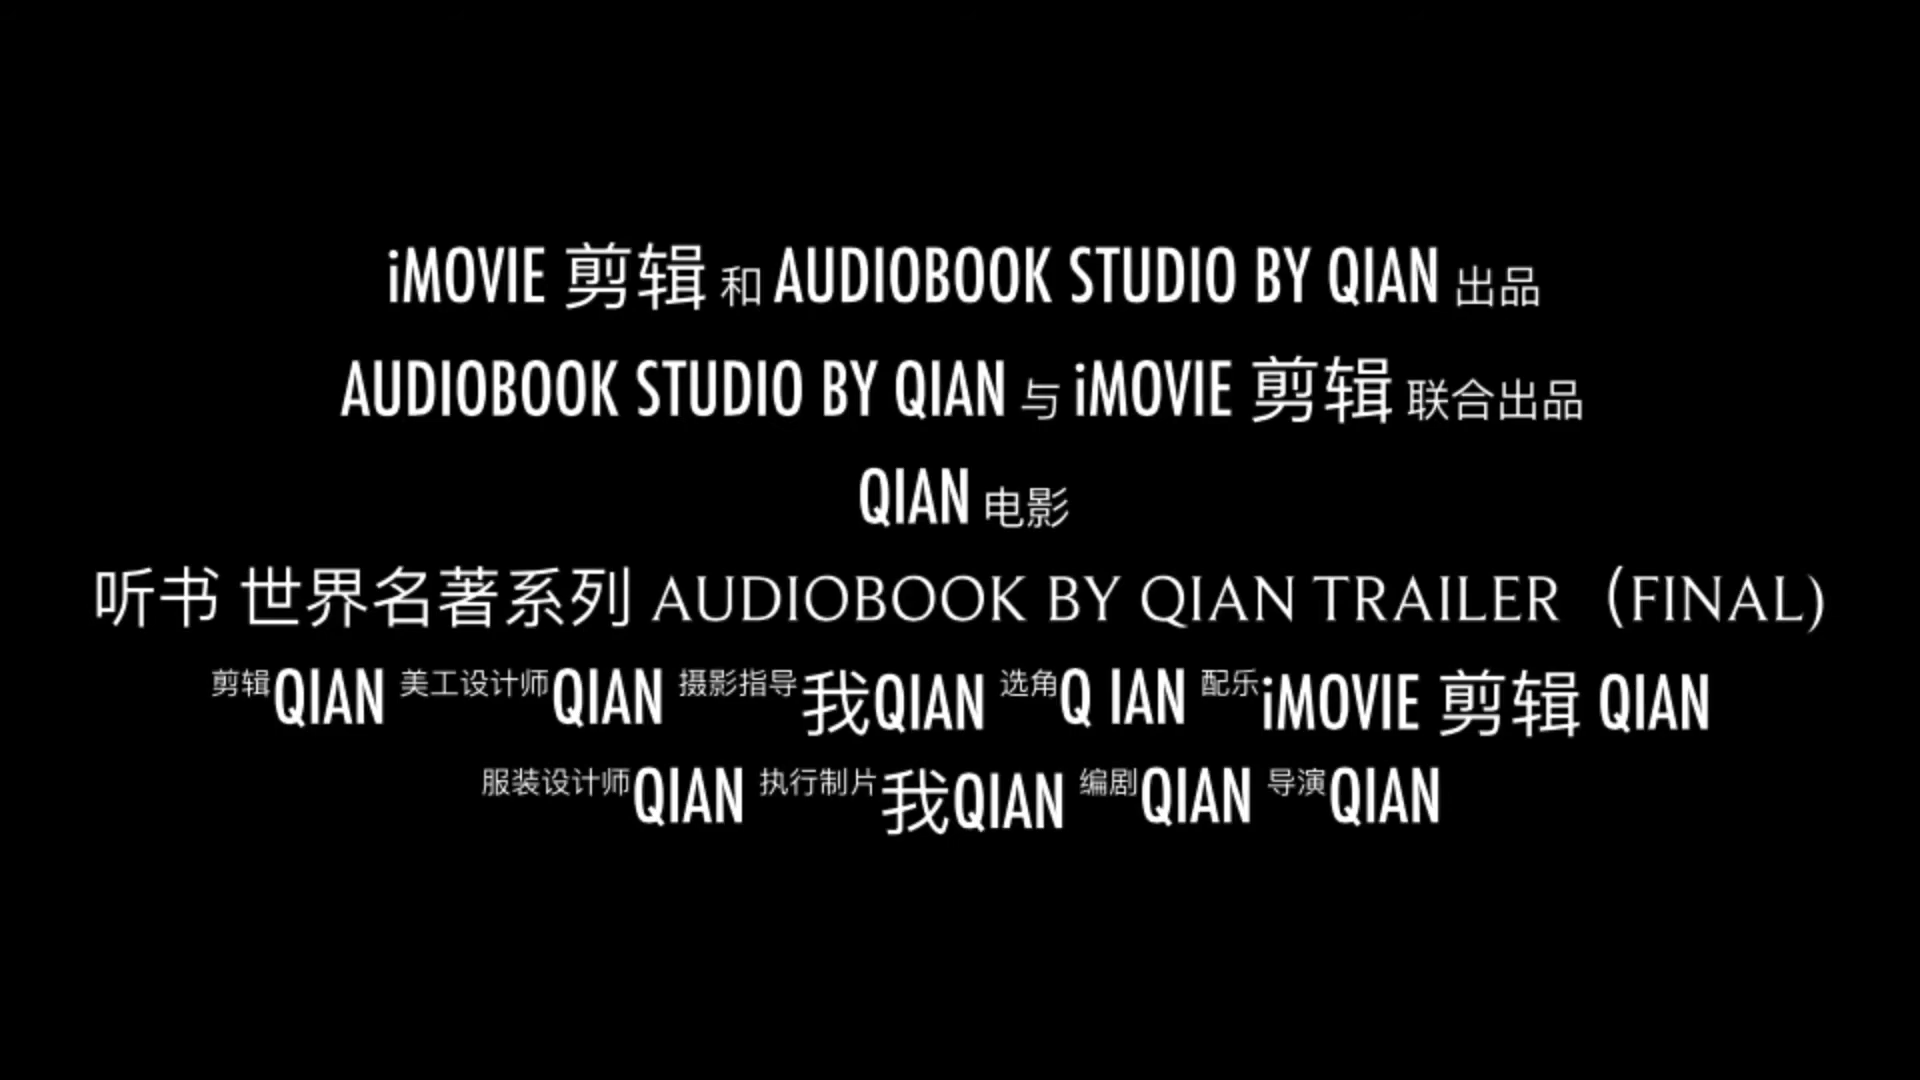 iMOVIE 剪辑 和 AUDIOBOOK STUDIO BY QIAN 出品
AUDIOBOOK STUDIO BY QIAN 与 iMOVIE 剪辑 联合出品
QIAN 电影
听书 世界名著系列 AUDIOBOOK BY QIAN TRAILER（FINAL)
剪辑QIAN 美工设计师QIAN 摄影指导我QIAN 选角Q IAN 配乐iMOVIE 剪辑 QIAN
服装设计师QIAN 执行制片我QIAN 编剧QIAN 导演QIAN